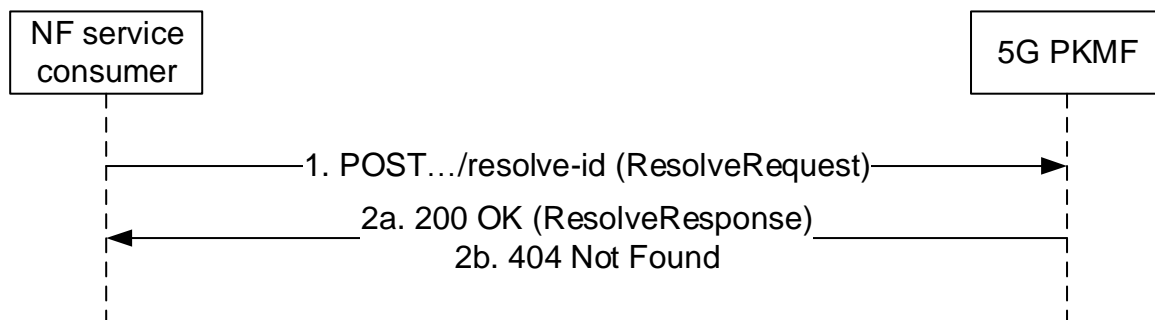 NF service
consumer
5G PKMF
1. POST…/resolve-id (ResolveRequest)
2a. 200 OK (ResolveResponse)
2b. 404 Not Found